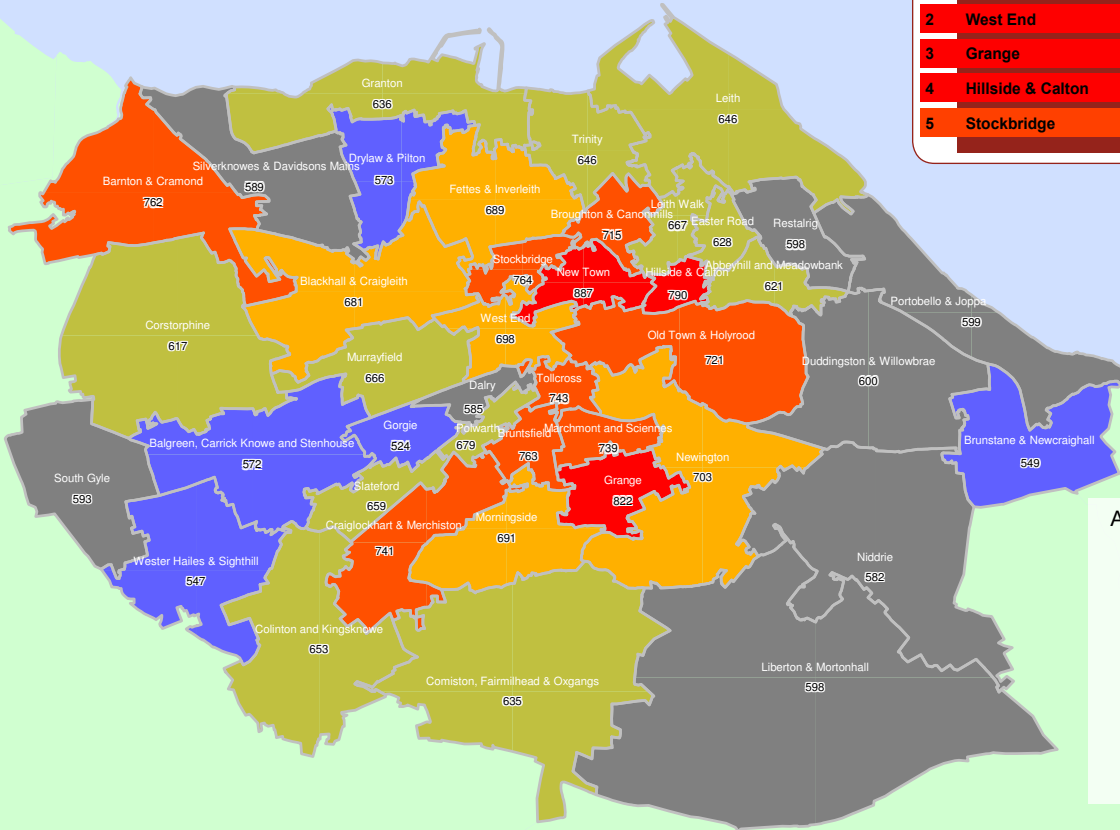 2 West End
3 Grange
4 Hillside & Calton
5 Stockbridge
Granton
636
Leith
646
Trinity
646
Silverknowes & Davidsons Mains
589
Drylaw & Pilton
573
Barnton & Cramond
762
Fettes & Inverleith
689
Broughton & Canonmills
715
Leith Walk
667
Easter Road
628
Restalrig
598
Stockbridge
764
New Town
887
Hillside & Calton
790
Abbeyhill and Meadowbank
621
Blackhall & Craigleith
681
Portobello & Joppa
599
Corstorphine
617
West End
698
Old Town & Holyrood
721
Murrayfield
666
Duddingston & Willowbrae
600
Dalry
585
Tollcross
743
Gorgie
524
Polwarth
679
Bruntsfield
763
Marchmont and Sciennes
739
Balgreen, Carrick Knowe and Stenhouse
572
Brunstane & Newcraighall
549
Newington
703
South Gyle
593
Grange
822
Slateford
659
Craiglockhart & Merchiston
741
Morningside
691
Wester Hailes & Sighthill
547
Niddrie
582
Colinton and Kingsknowe
653
Liberton & Mortonhall
598
Comiston, Fairmilhead & Oxgangs
635
A